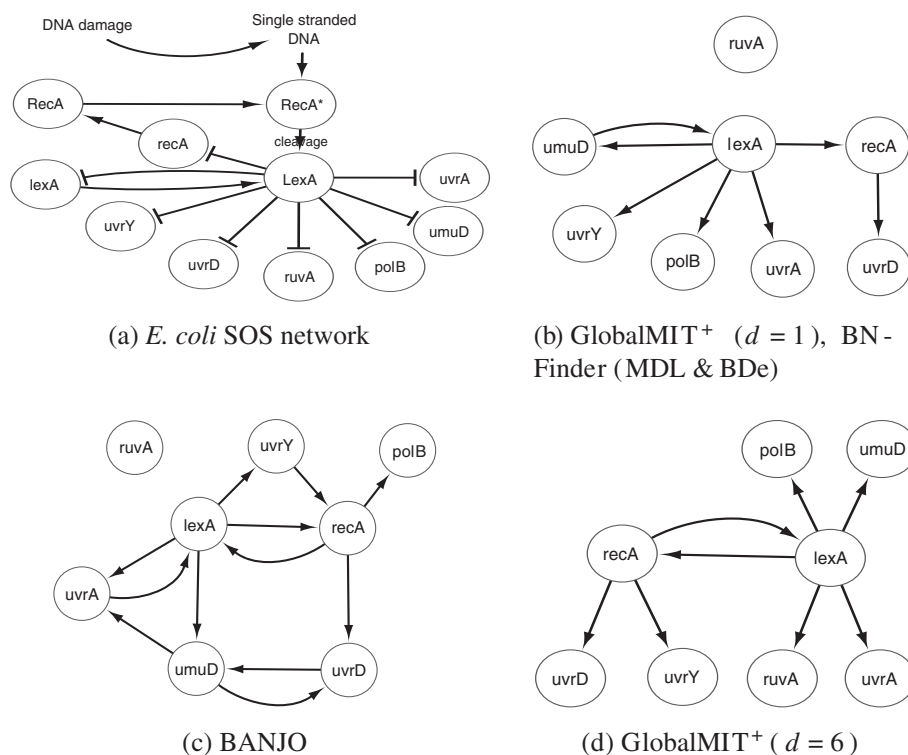 DNA damage
Single stranded
DNA
RecA
RecA*
cleavage
recA
lexA
LexA
uvrA
uvrY
umuD
uvrD
ruvA
polB
(a) E. coli SOS network
ruvA
umuD
lexA
recA
uvrY
polB
uvrA
uvrD
(b) GlobalMIT+ (d = 1), BN-
Finder (MDL & BDe)
ruvA
uvrY
polB
lexA
recA
uvrA
umuD
uvrD
(c) BANJO
polB
umuD
recA
lexA
uvrD
uvrY
ruvA
uvrA
(d) GlobalMIT+ (d = 6)